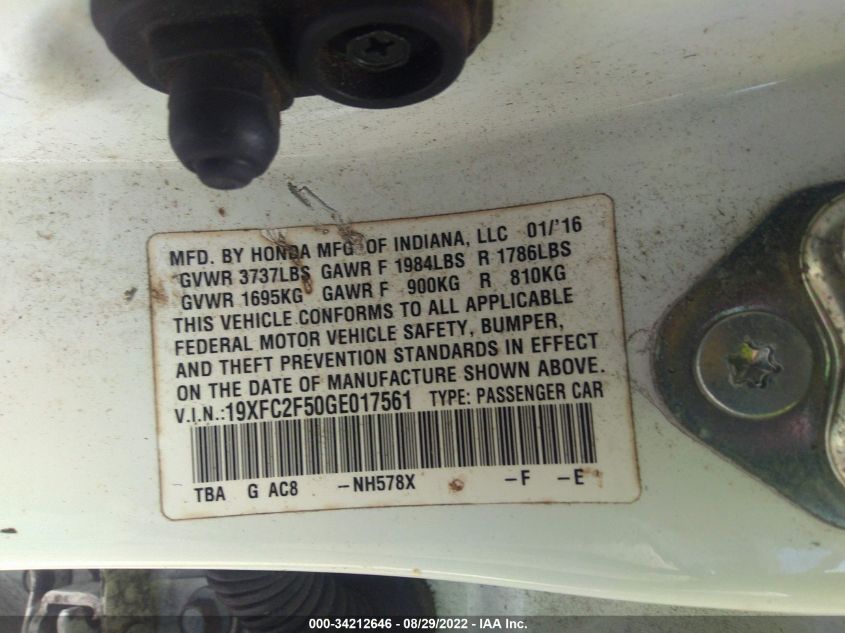 MFD. BY HONDA MFG OF INDIANA, LLC 01/'16
GVWR 3737LBS GAWR F 1984LBS R 1786LBS
GVWR 1695KG GAWR F 900KG R 810KG
THIS VEHICLE CONFORMS TO ALL APPLICABLE
FEDERAL MOTOR VEHICLE SAFETY, BUMPER,
AND THEFT PREVENTION STANDARDS IN EFFECT
ON THE DATE OF MANUFACTURE SHOWN ABOVE.
V.I.N.:19XFC2F50GE017561 TYPE: PASSENGER CAR
TBA G AC8 -NH578X -F -E
000-34212646 - 08/29/2022 - IAA Inc.